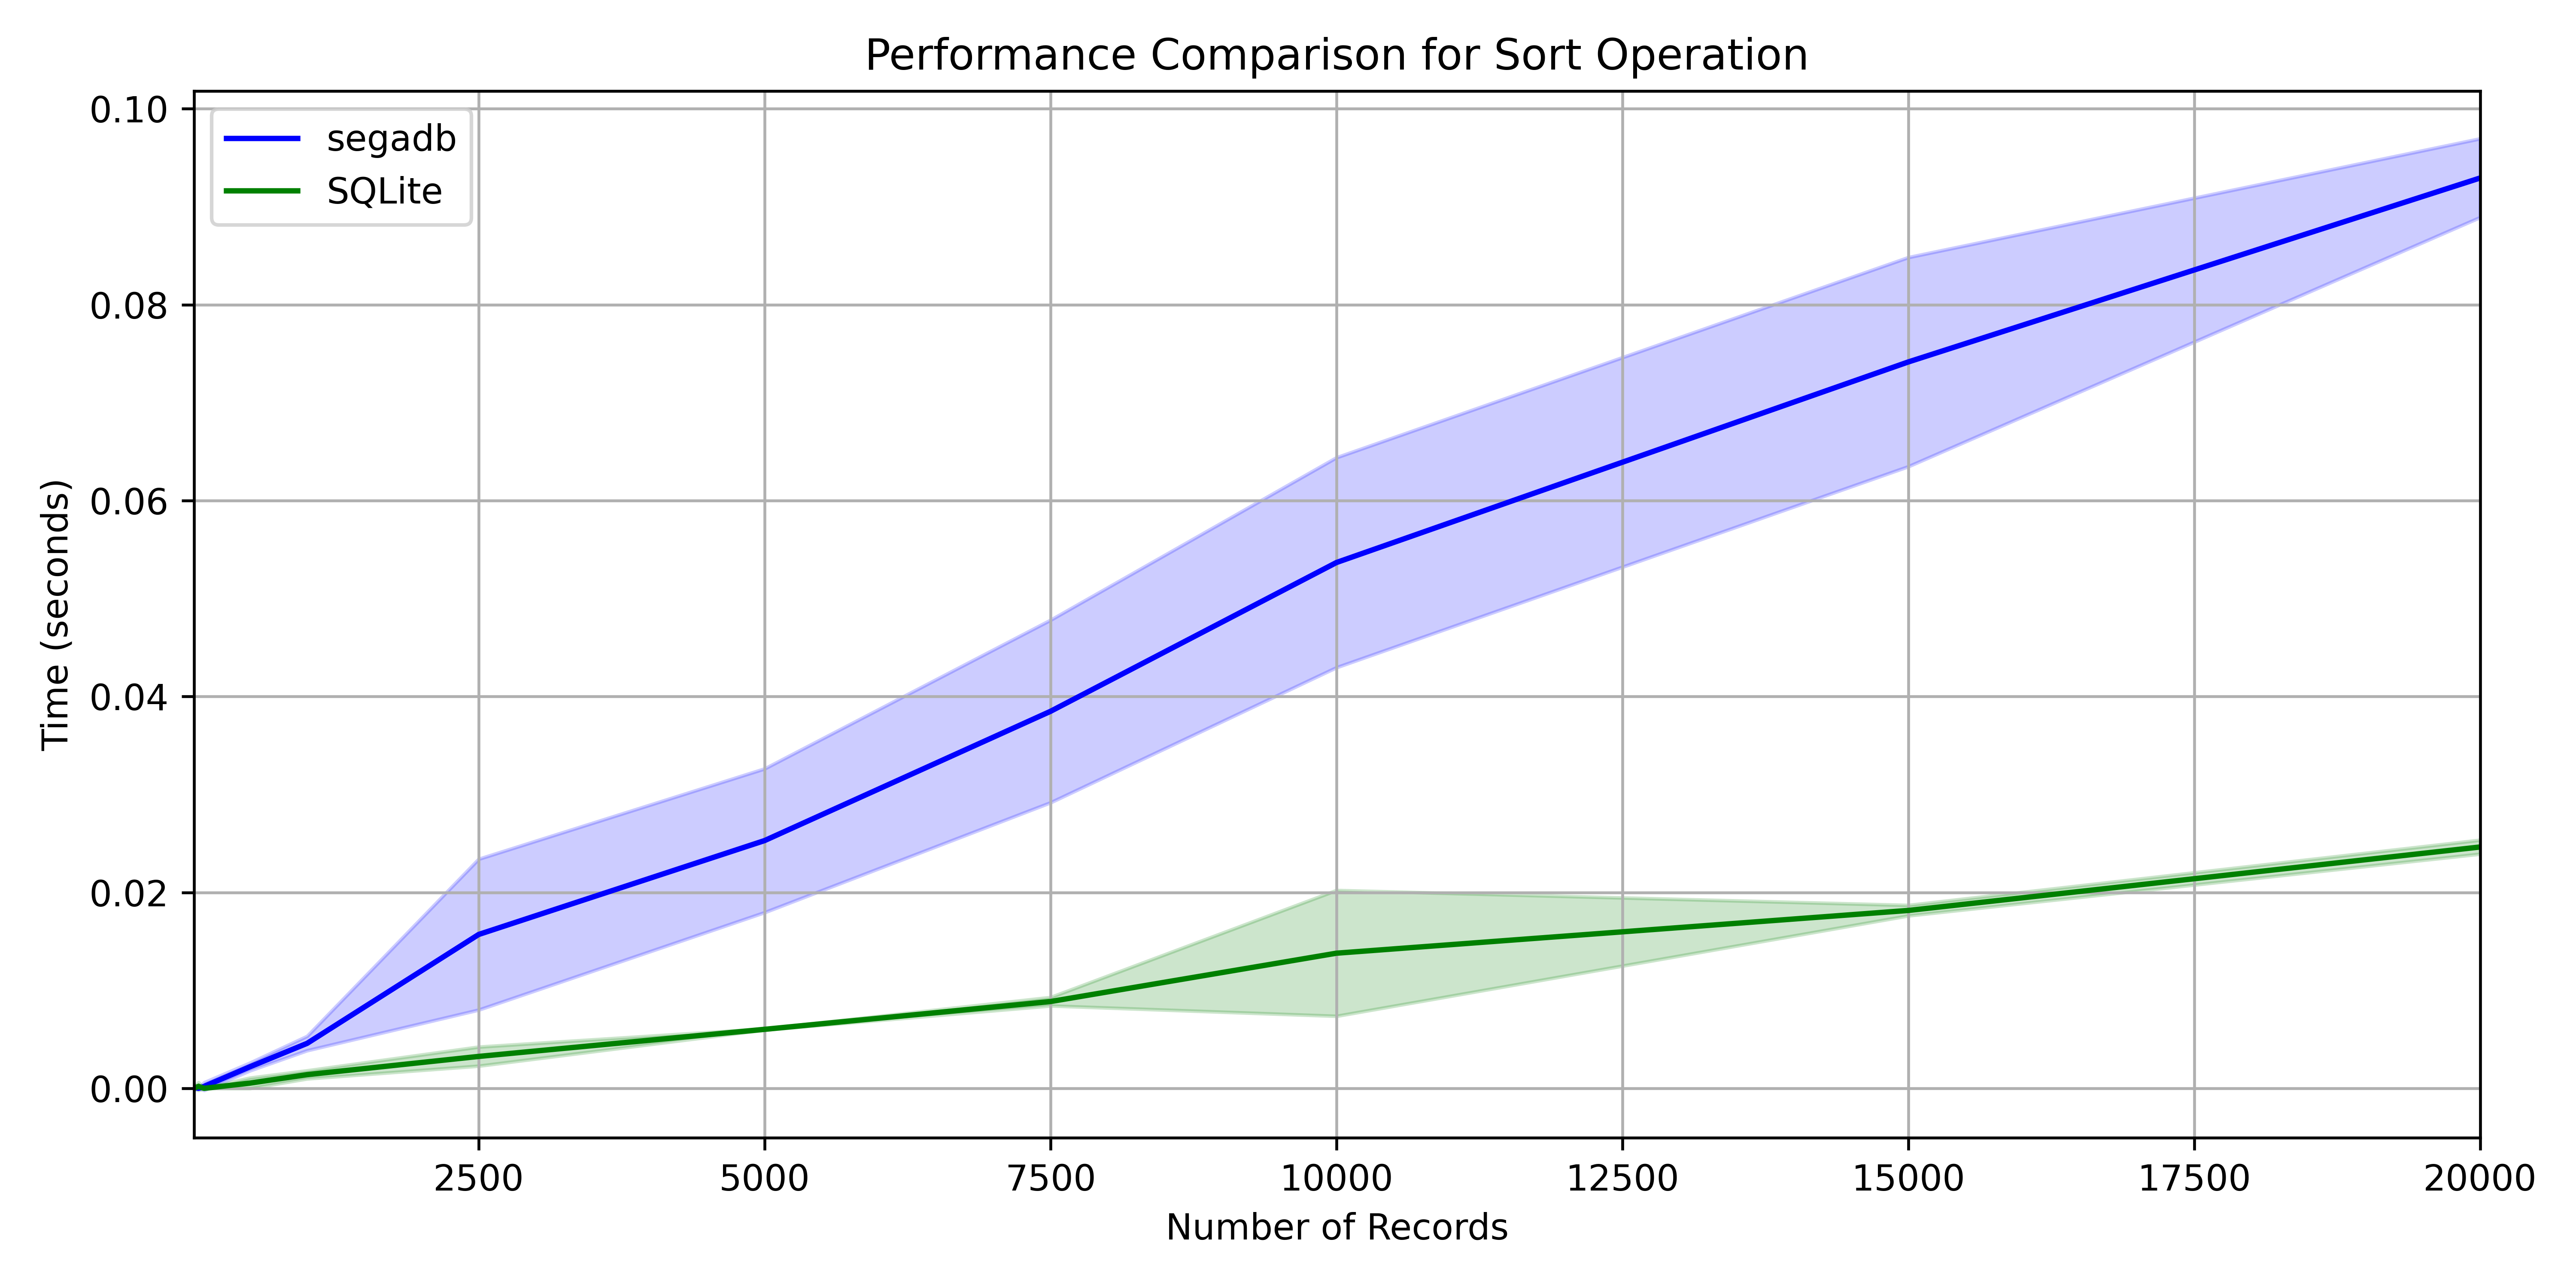 Performance Comparison for Sort Operation
segadb
SQLite
0.10
0.08
0.06
0.04
0.02
0.00
Time (seconds)
2500 5000 7500 10000 12500 15000 17500 20000
Number of Records